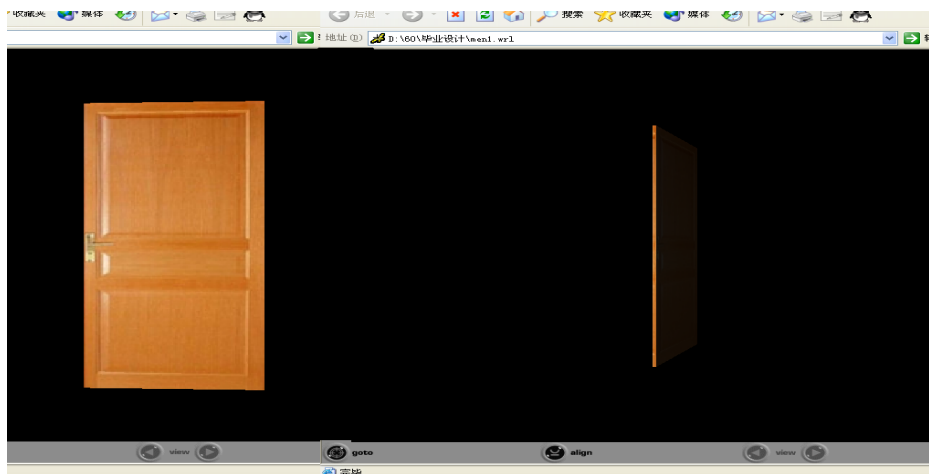 收藏夹 媒体
后退 搜索 收藏夹 媒体
地址(D) D:\60\毕业设计\men1.wrl
view goto align view
完毕